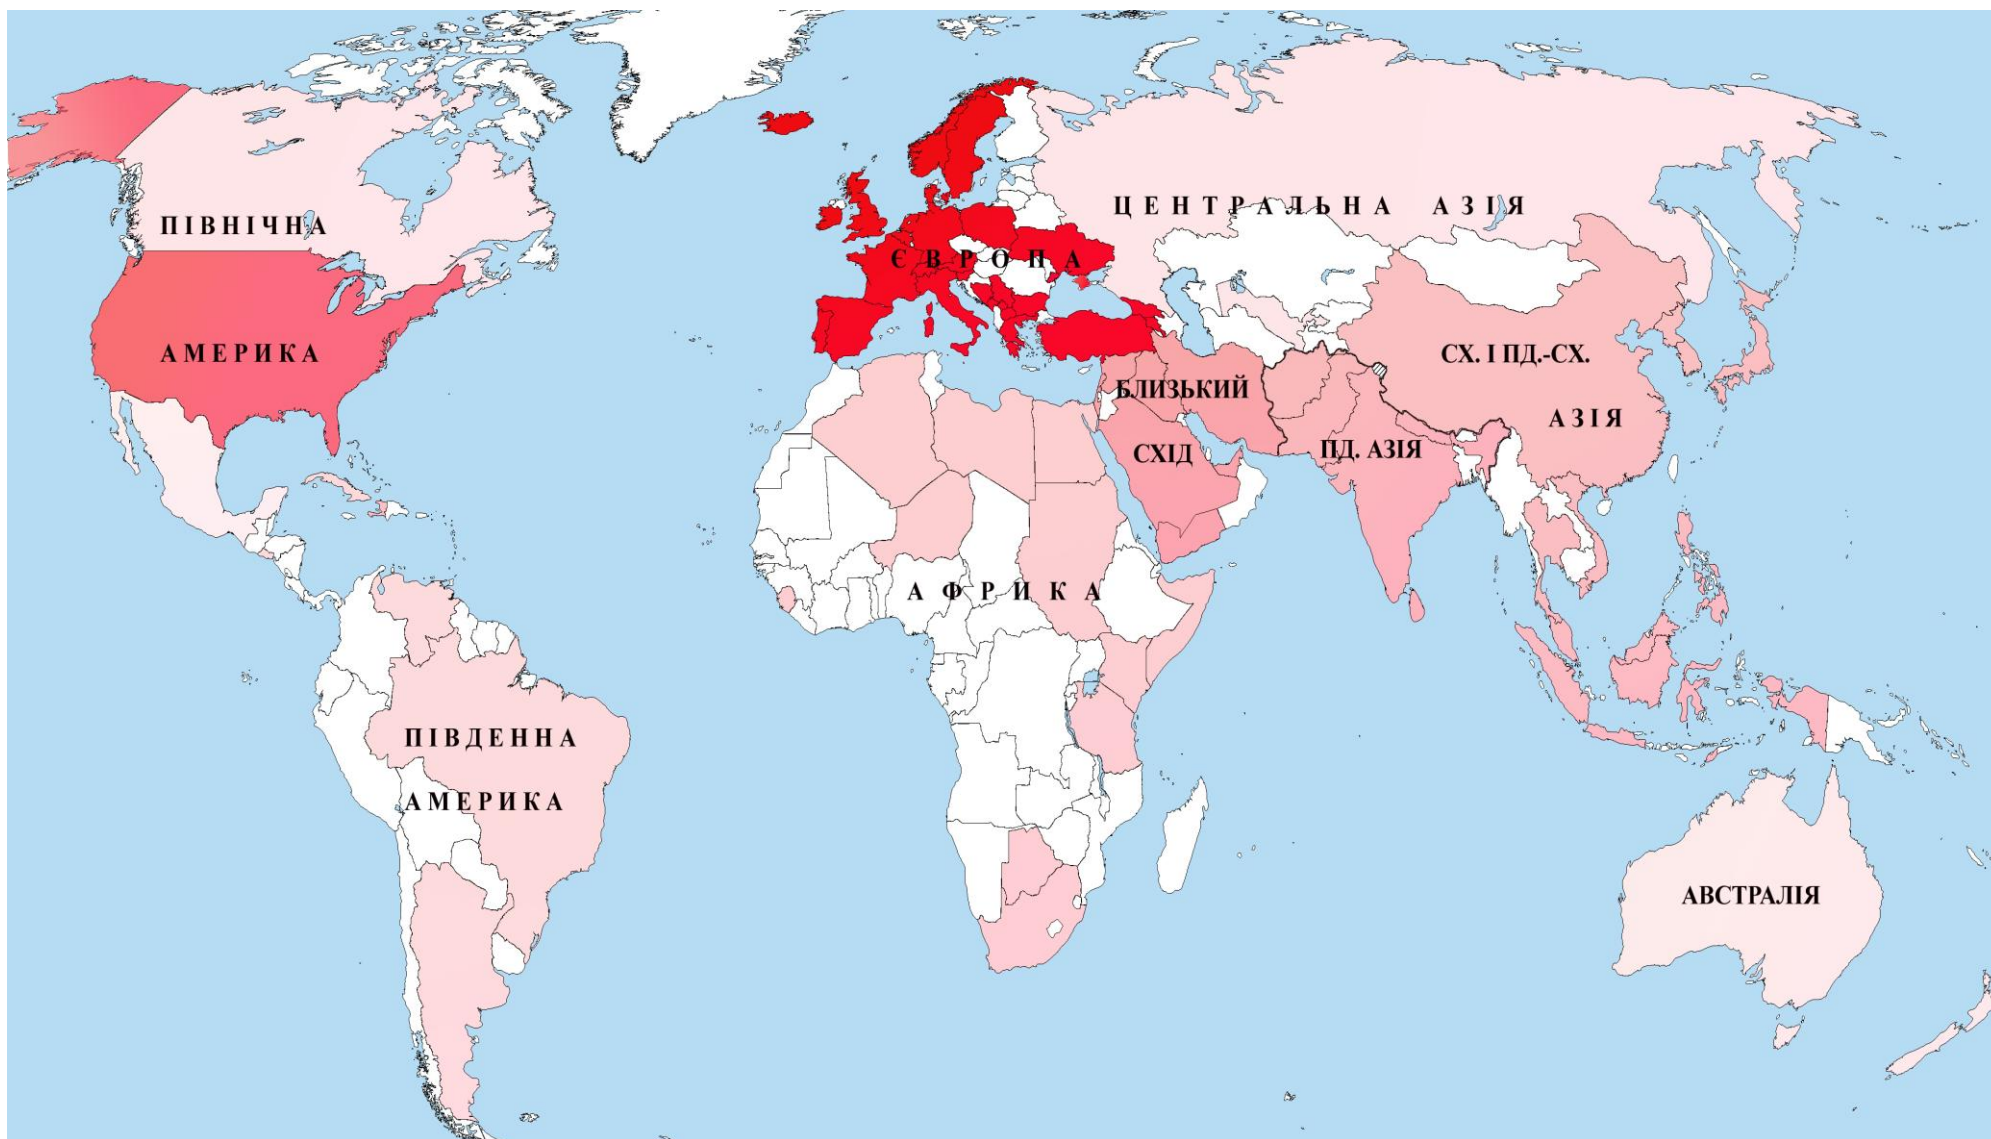 ЦЕНТРАЛЬНА АЗІЯ
ПІВНІЧНА
ЄВРОПА
АМЕРИКА
СХ. І ПД.-СХ.
БЛИЗЬКИЙ
АЗІЯ
СХІД
ПД. АЗІЯ
АФРИКА
ПІВДЕННА
АМЕРИКА
АВСТРАЛІЯ